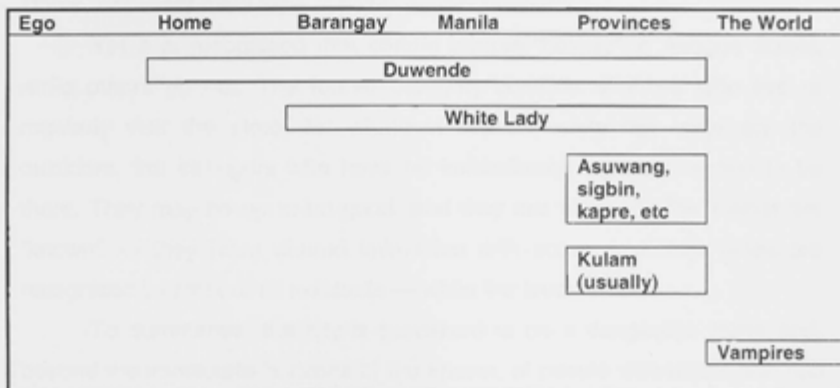 Ego Home Barangay Manila Provinces The World
Duwende
White Lady
Asuwang,
sigbin,
kapre, etc
Kulam
(usually)
Vampires